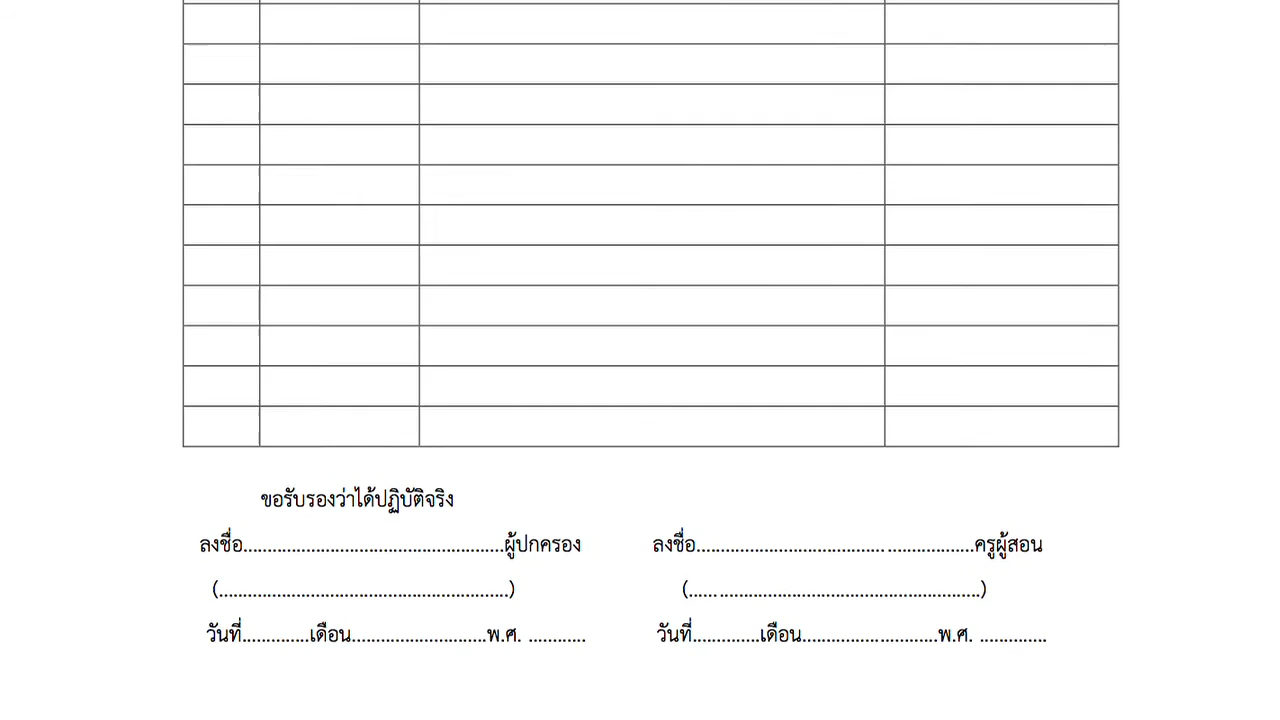 ขอรับรองว่าได้ปฏิบัติจริง
ลงชื่อ......................................................ผู้ปกครอง ลงชื่อ.........................................................ครูผู้สอน
(............................................................) (.............................................................)
วันที่..............เดือน............................พ.ศ. ............ วันที่..............เดือน............................พ.ศ. ..............